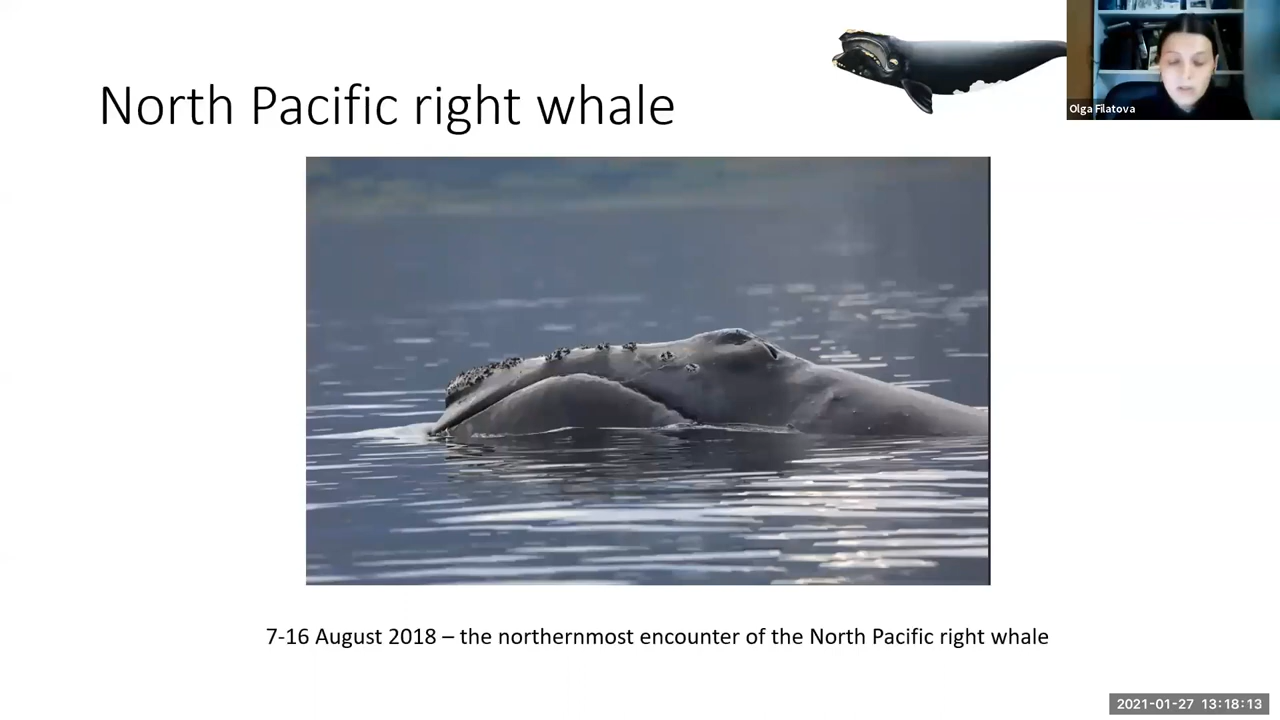 North Pacific right whale
Olga Filatova
7-16 August 2018 – the northernmost encounter of the North Pacific right whale
2021-01-27 13:18:13